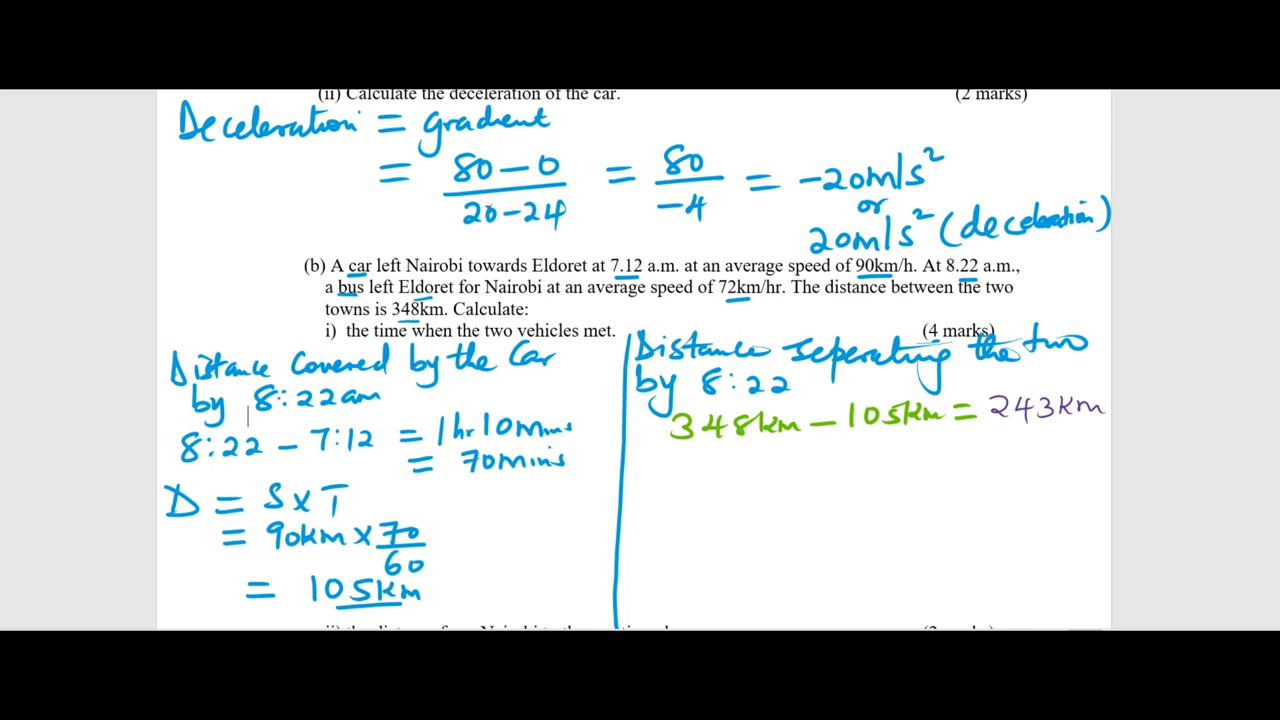 (ii) Calculate the deceleration of the car. (2 marks)
Deceleration = gradient
= 80 - 0 / 20 - 24 = 80 / -4 = -20m/s²
or
20m/s² (deceleration)
(b) A car left Nairobi towards Eldoret at 7.12 a.m. at an average speed of 90km/h. At 8.22 a.m.,
a bus left Eldoret for Nairobi at an average speed of 72km/hr. The distance between the two
towns is 348km. Calculate:
i) the time when the two vehicles met. (4 marks)
Distance Covered by the Car
by 8:22am
8:22 - 7:12 = 1hr 10mins
= 70mins
D = S x T
= 90km x 70/60
= 105km
Distance seperating the two
by 8:22
348km - 105km = 243km